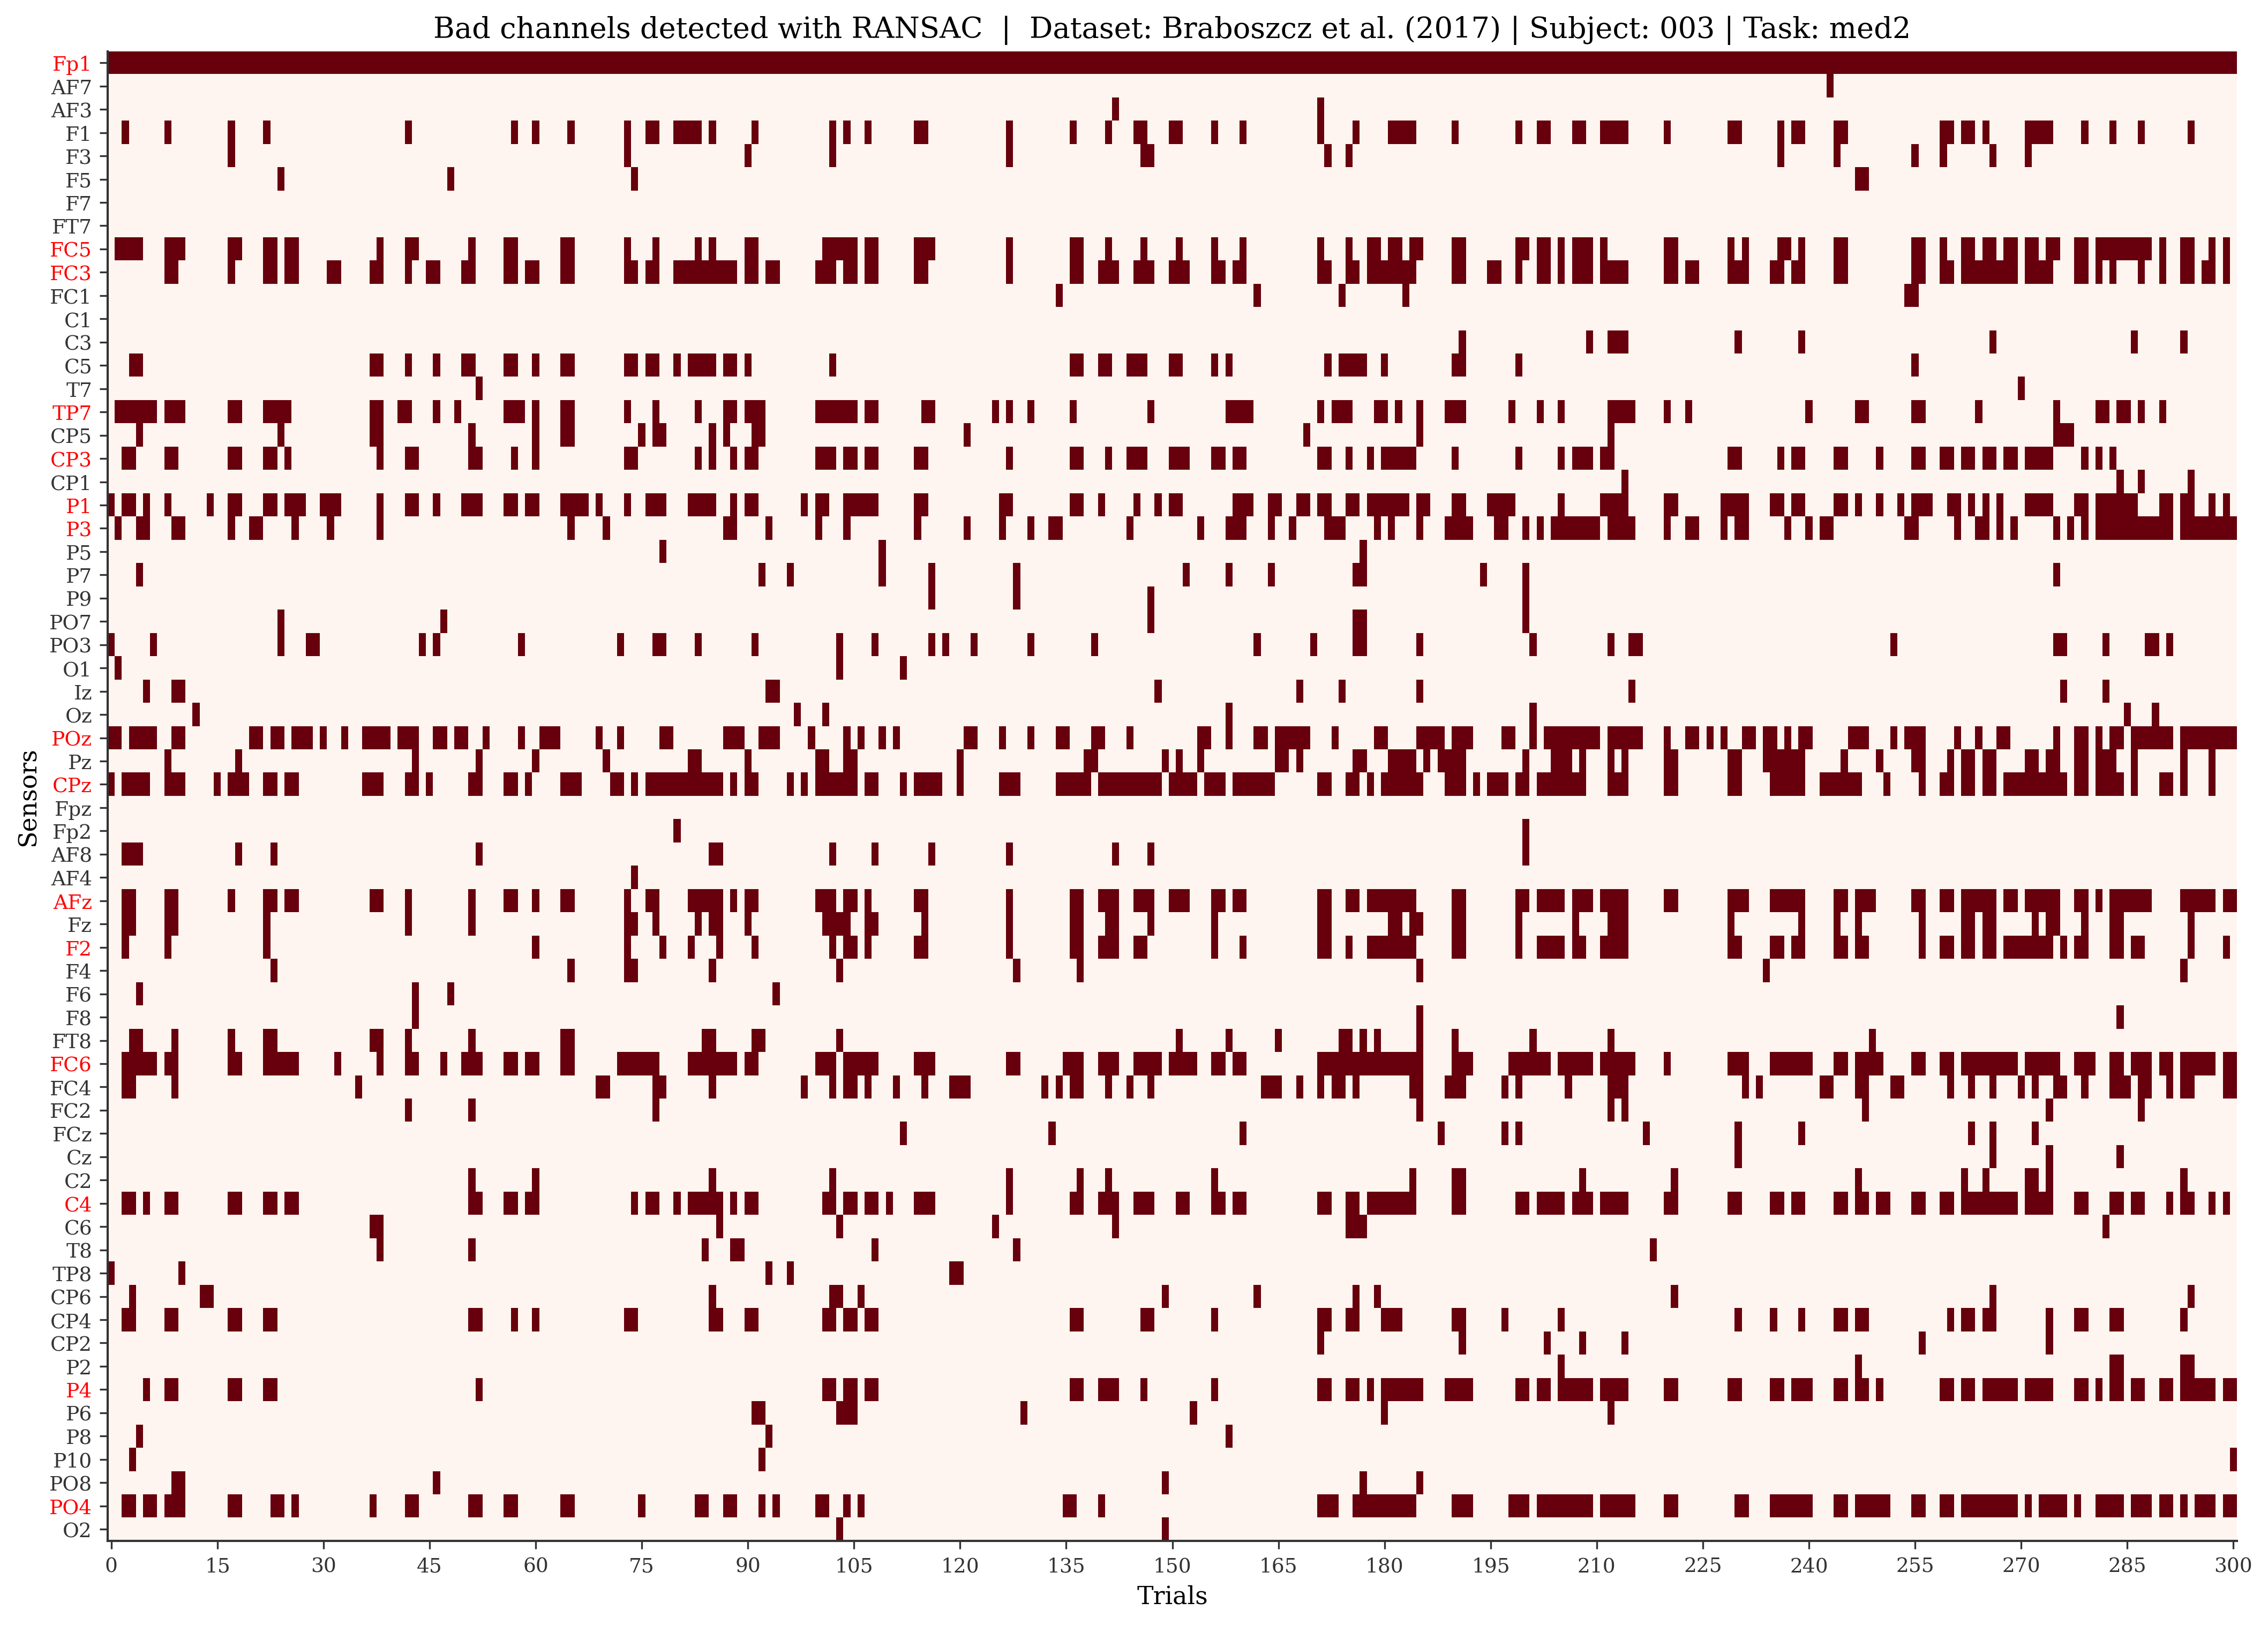 Bad channels detected with RANSAC  |  Dataset: Braboszcz et al. (2017) | Subject: 003 | Task: med2
Sensors
Fp1
AF7
AF3
F1
F3
F5
F7
FT7
FC5
FC3
FC1
C1
C3
C5
T7
TP7
CP5
CP3
CP1
P1
P3
P5
P7
P9
PO7
PO3
O1
Iz
Oz
POz
Pz
CPz
Fpz
Fp2
AF8
AF4
AFz
Fz
F2
F4
F6
F8
FT8
FC6
FC4
FC2
FCz
Cz
C2
C4
C6
T8
TP8
CP6
CP4
CP2
P2
P4
P6
P8
P10
PO8
PO4
O2
0 15 30 45 60 75 90 105 120 135 150 165 180 195 210 225 240 255 270 285 300
Trials